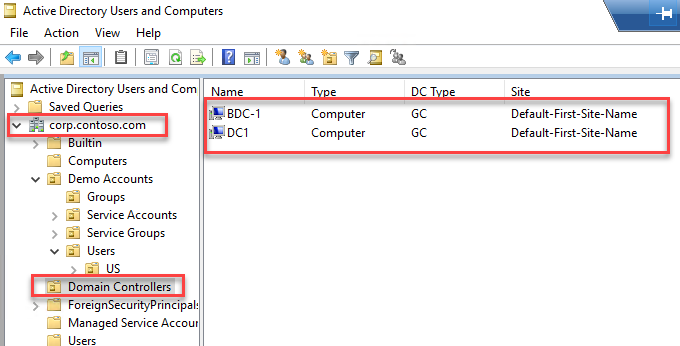 Active Directory Users and Computers
File Action View Help
Active Directory Users and Com
Saved Queries
corp.contoso.com
Builtin
Computers
Demo Accounts
Groups
Service Accounts
Service Groups
Users
US
Domain Controllers
ForeignSecurityPrincipals
Managed Service Accour
Users
Name Type DC Type Site
BDC-1 Computer GC Default-First-Site-Name
DC1 Computer GC Default-First-Site-Name